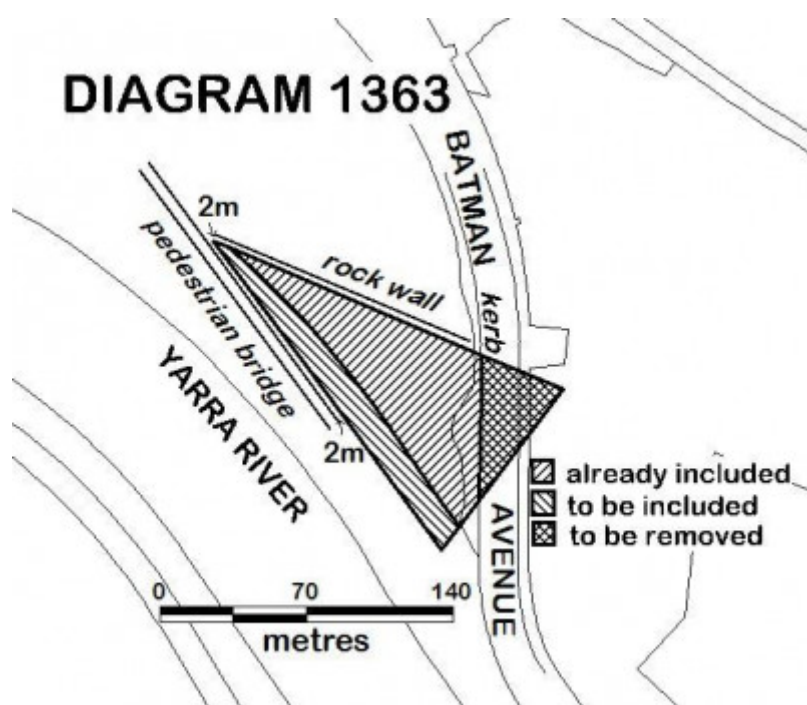 DIAGRAM 1363
BATMAN
2m
pedestrian bridge
rock wall
kerb
YARRA RIVER
2m
already included
to be included
to be removed
AVENUE
0 70 140
metres